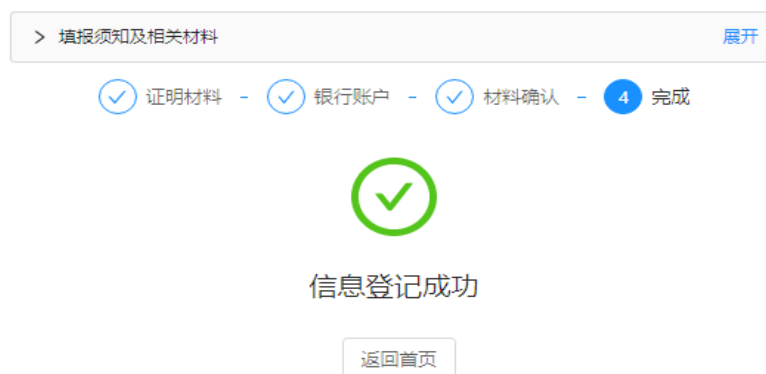 填报须知及相关材料 展开
证明材料 - 银行账户 - 材料确认 - 4 完成
信息登记成功
返回首页